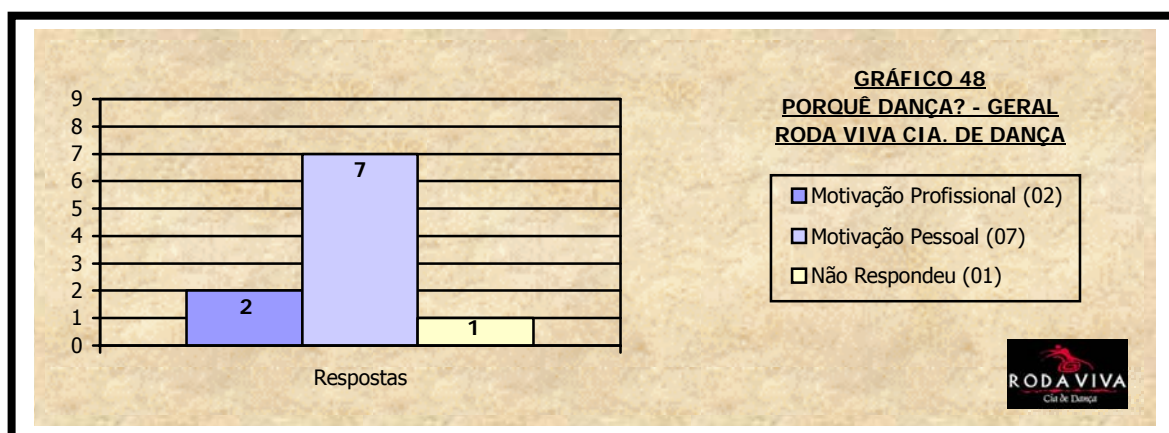 GRÁFICO 48
PORQUÊ DANÇA? - GERAL
RODA VIVA CIA. DE DANÇA
9
8
7
6
5
4
3
2
1
0
2
7
1
Respostas
Motivação Profissional (02)
Motivação Pessoal (07)
Não Respondeu (01)
RODA VIVA
Cia de Dança